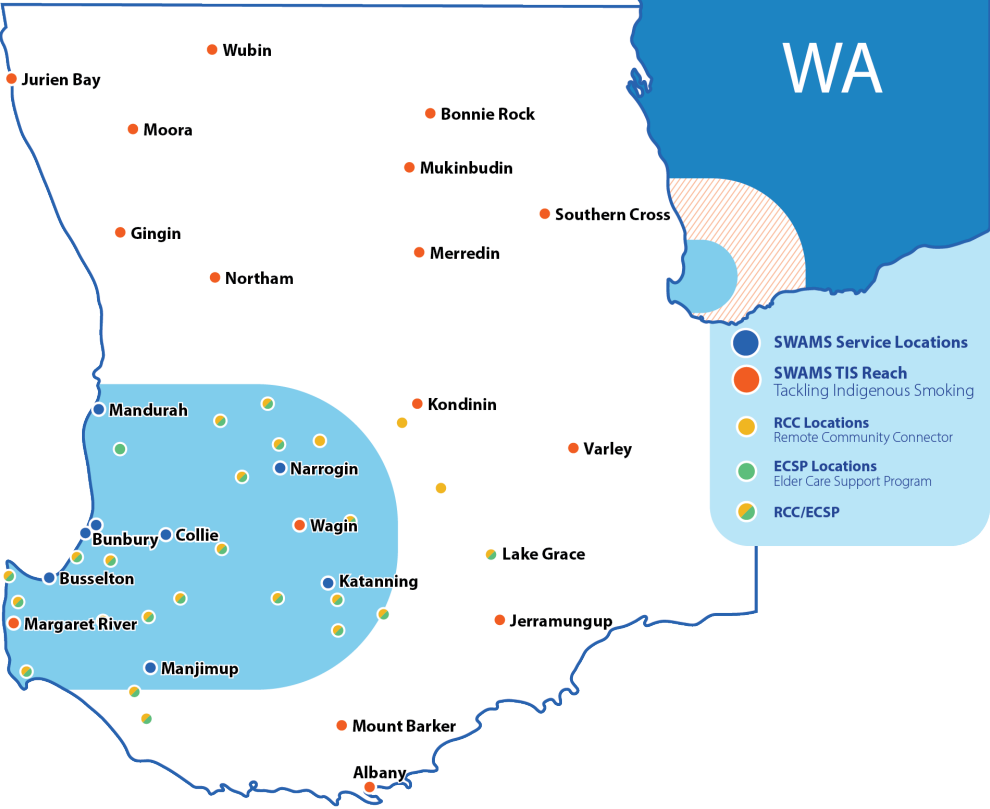 WA
Wubin
Jurien Bay
Bonnie Rock
Moora
Mukinbudin
Southern Cross
Gingin
Merredin
Northam
SWAMS Service Locations
SWAMS TIS Reach
Tackling Indigenous Smoking
RCC Locations
Remote Community Connector
ECSP Locations
Elder Care Support Program
RCC/ECSP
Kondinin
Mandurah
Varley
Narrogin
Wagin
Bunbury
Collie
Lake Grace
Busselton
Katanning
Margaret River
Jerramungup
Manjimup
Mount Barker
Albany